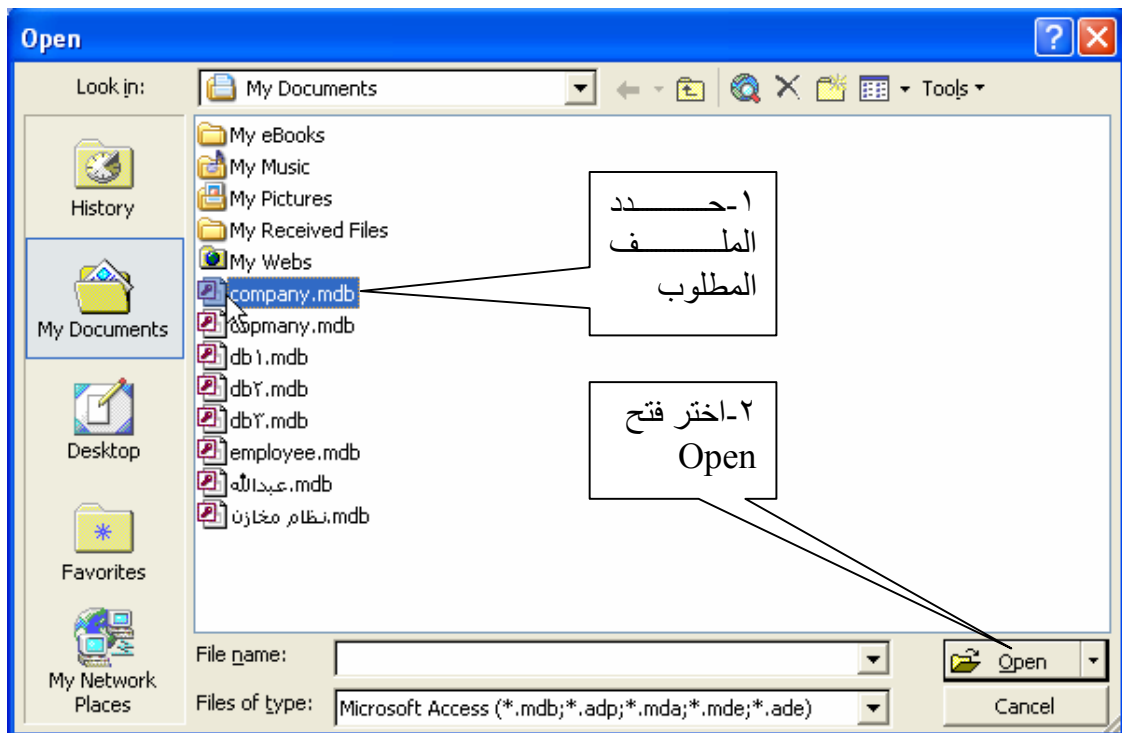 Open
Look in:
My Documents
Tools
History
My Documents
Desktop
Favorites
My Network
Places
My eBooks
My Music
My Pictures
My Received Files
My Webs
company.mdb
copmany.mdb
db١.mdb
db٢.mdb
db٣.mdb
employee.mdb
عبدالله.mdb
نظام مخازن.mdb
١-حدد
الملف
المطلوب
٢-اختر فتح
Open
File name:
Open
Files of type:
Microsoft Access (*.mdb;*.adp;*.mda;*.mde;*.ade)
Cancel